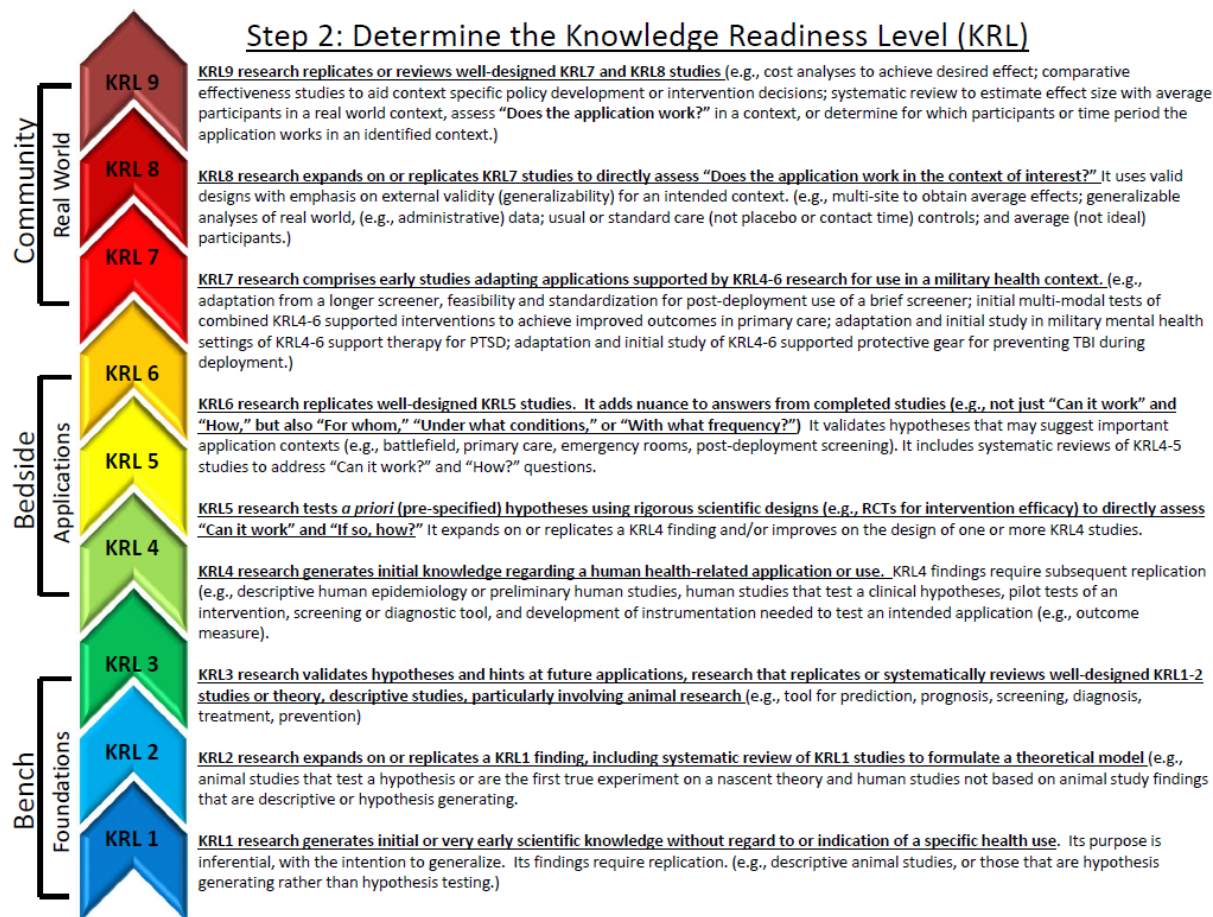 Step 2: Determine the Knowledge Readiness Level (KRL)
KRL9 research replicates or reviews well-designed KRL7 and KRL8 studies (e.g., cost analyses to achieve desired effect; comparative
effectiveness studies to aid context specific policy development or intervention decisions; systematic review to estimate effect size with average
participants in a real world context, assess "Does the application work?" in a context, or determine for which participants or time period the
application works in an identified context.)
KRL8 research expands on or replicates KRL7 studies to directly assess "Does the application work in the context of interest?" It uses valid
designs with emphasis on external validity (generalizability) for an intended context. (e.g., multi-site to obtain average effects; generalizable
analyses of real world, (e.g., administrative) data; usual or standard care (not placebo or contact time) controls; and average (not ideal)
participants.)
KRL7 research comprises early studies adapting applications supported by KRL4-6 research for use in a military health context. (e.g.,
adaptation from a longer screener, feasibility and standardization for post-deployment use of a brief screener; initial multi-modal tests of
combined KRL4-6 supported interventions to achieve improved outcomes in primary care; adaptation and initial study in military mental health
settings of KRL4-6 support therapy for PTSD; adaptation and initial study of KRL4-6 supported protective gear for preventing TBI during
deployment.)
KRL6 research replicates well-designed KRL5 studies. It adds nuance to answers from completed studies (e.g., not just "Can it work" and
"How," but also "For whom," "Under what conditions," or "With what frequency?") It validates hypotheses that may suggest important
application contexts (e.g., battlefield, primary care, emergency rooms, post-deployment screening). It includes systematic reviews of KRL4-5
studies to address "Can it work?" and "How?" questions.
KRL5 research tests a priori (pre-specified) hypotheses using rigorous scientific designs (e.g., RCTs for intervention efficacy) to directly assess
"Can it work" and "If so, how?" It expands on or replicates a KRL4 finding and/or improves on the design of one or more KRL4 studies.
KRL4 research generates initial knowledge regarding a human health-related application or use. KRL4 findings require subsequent replication
(e.g., descriptive human epidemiology or preliminary human studies, human studies that test a clinical hypotheses, pilot tests of an
intervention, screening or diagnostic tool, and development of instrumentation needed to test an intended application (e.g., outcome
measure).
KRL3 research validates hypotheses and hints at future applications, research that replicates or systematically reviews well-designed KRL1-2
studies or theory, descriptive studies, particularly involving animal research (e.g., tool for prediction, prognosis, screening, diagnosis,
treatment, prevention)
KRL2 research expands on or replicates a KRL1 finding, including systematic review of KRL1 studies to formulate a theoretical model (e.g.,
animal studies that test a hypothesis or are the first true experiment on a nascent theory and human studies not based on animal study findings
that are descriptive or hypothesis generating.
KRL1 research generates initial or very early scientific knowledge without regard to or indication of a specific health use. Its purpose is
inferential, with the intention to generalize. Its findings require replication. (e.g., descriptive animal studies, or those that are hypothesis
generating rather than hypothesis testing.)
KRL 9
KRL 8
KRL 7
KRL 6
KRL 5
KRL 4
KRL 3
KRL 2
KRL 1
Community
Real World
Bedside
Applications
Bench
Foundations